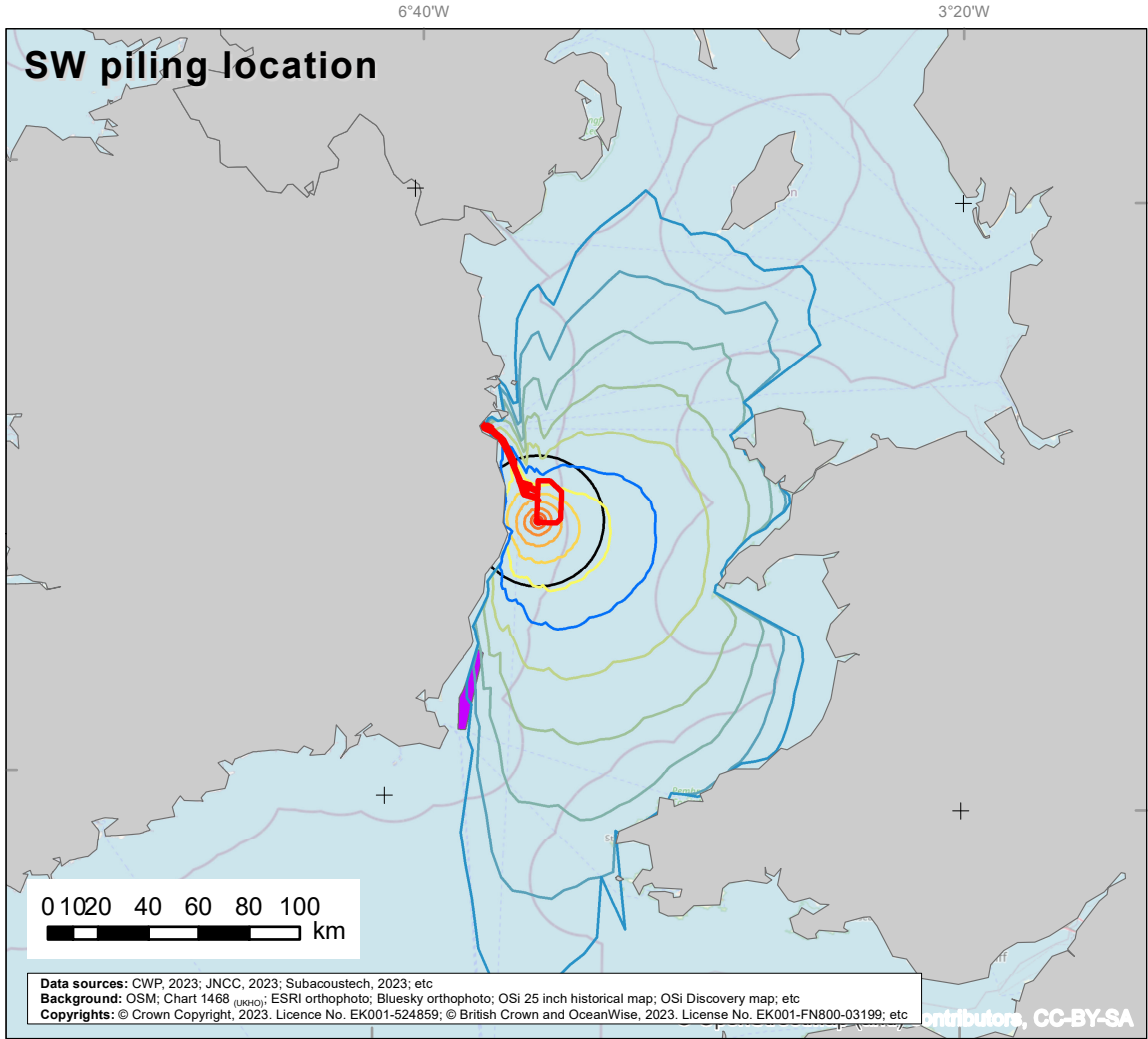 6°40'W 3°20'W
SW piling location
0 10 20 40 60 80 100
km
Data sources: CWP, 2023; JNCC, 2023; Subacoustech, 2023; etc
Background: OSM; Chart 1468 (UKHO); ESRI orthophoto; Bluesky orthophoto; OSi 25 inch historical map; OSi Discovery map; etc
Copyrights: © Crown Copyright, 2023. Licence No. EK001-524859; © British Crown and OceanWise, 2023. License No. EK001-FN800-03199; etc
contributors, CC-BY-SA